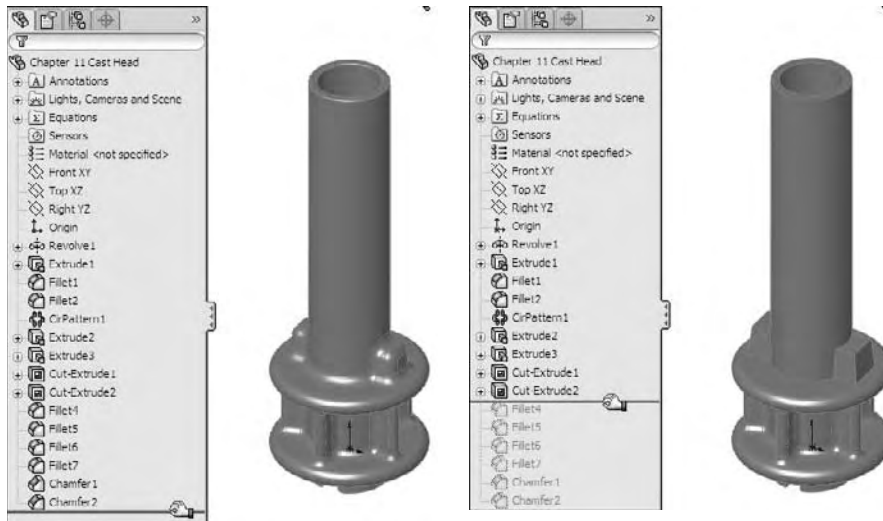 Chapter 11 Cast Head
Annotations
Lights, Cameras and Scene
Equations
Sensors
Material <not specified>
Front XY
Top XZ
Right YZ
Origin
Revolve1
Extrude1
Fillet1
Fillet2
CirPattern1
Extrude2
Extrude3
Cut-Extrude1
Cut-Extrude2
Fillet4
Fillet5
Fillet6
Fillet7
Chamfer1
Chamfer2
Chapter 11 Cast Head
Annotations
Lights, Cameras and Scene
Equations
Sensors
Material <not specified>
Front XY
Top XZ
Right YZ
Origin
Revolve1
Extrude1
Fillet1
Fillet2
CirPattern1
Extrude2
Extrude3
Cut-Extrude1
Cut-Extrude2
Fillet4
Fillet5
Fillet6
Fillet7
Chamfer1
Chamfer2